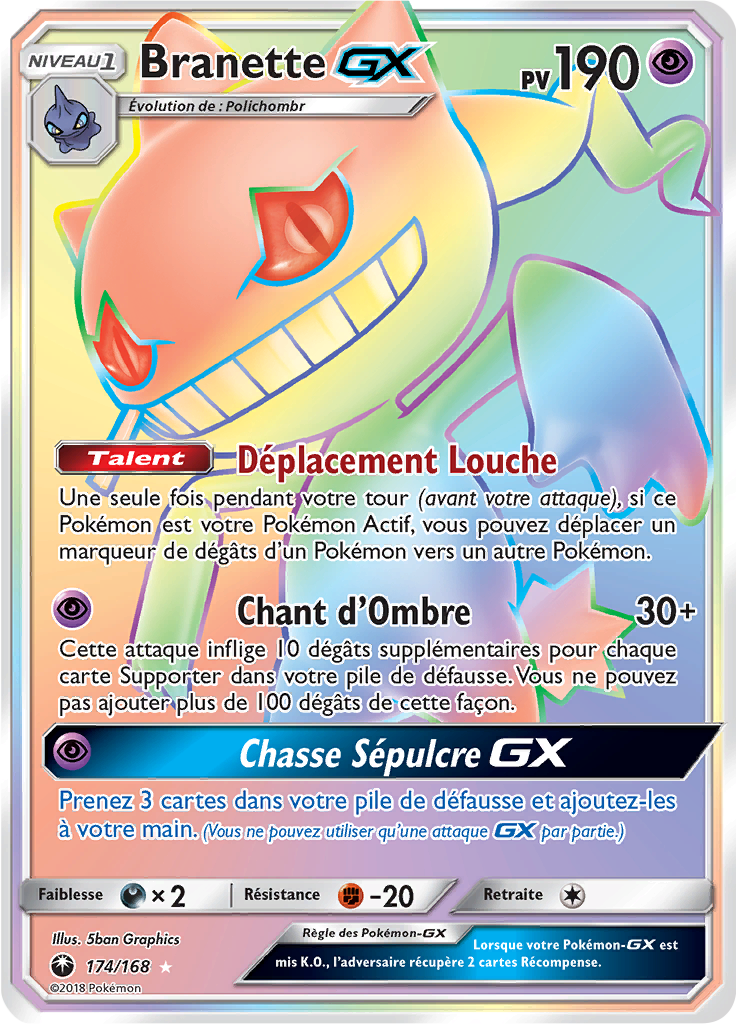 NIVEAU1
Branette GX
PV190
Évolution de : Polichombr
Talent Déplacement Louche
Une seule fois pendant votre tour (avant votre attaque), si ce
Pokémon est votre Pokémon Actif, vous pouvez déplacer un
marqueur de dégâts d'un Pokémon vers un autre Pokémon.
Chant d'Ombre 30+
Cette attaque inflige 10 dégâts supplémentaires pour chaque
carte Supporter dans votre pile de défausse. Vous ne pouvez
pas ajouter plus de 100 dégâts de cette façon.
Chasse Sépulcre GX
Prenez 3 cartes dans votre pile de défausse et ajoutez-les
à votre main. (Vous ne pouvez utiliser qu'une attaque GX par partie.)
Faiblesse ×2 Résistance -20 Retraite
Illus. 5ban Graphics
174/168
©2018 Pokémon
Règle des Pokémon-GX
Lorsque votre Pokémon-GX est
mis K.O., l'adversaire récupère 2 cartes Récompense.